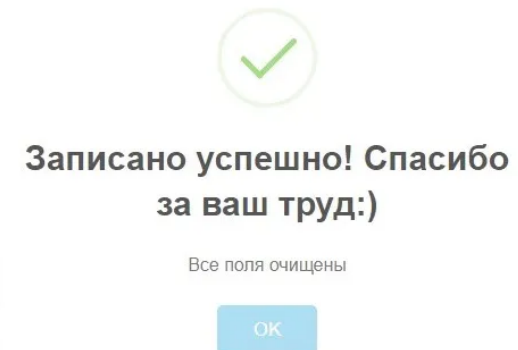 Записано успешно! Спасибо
за ваш труд:)
Все поля очищены
OK